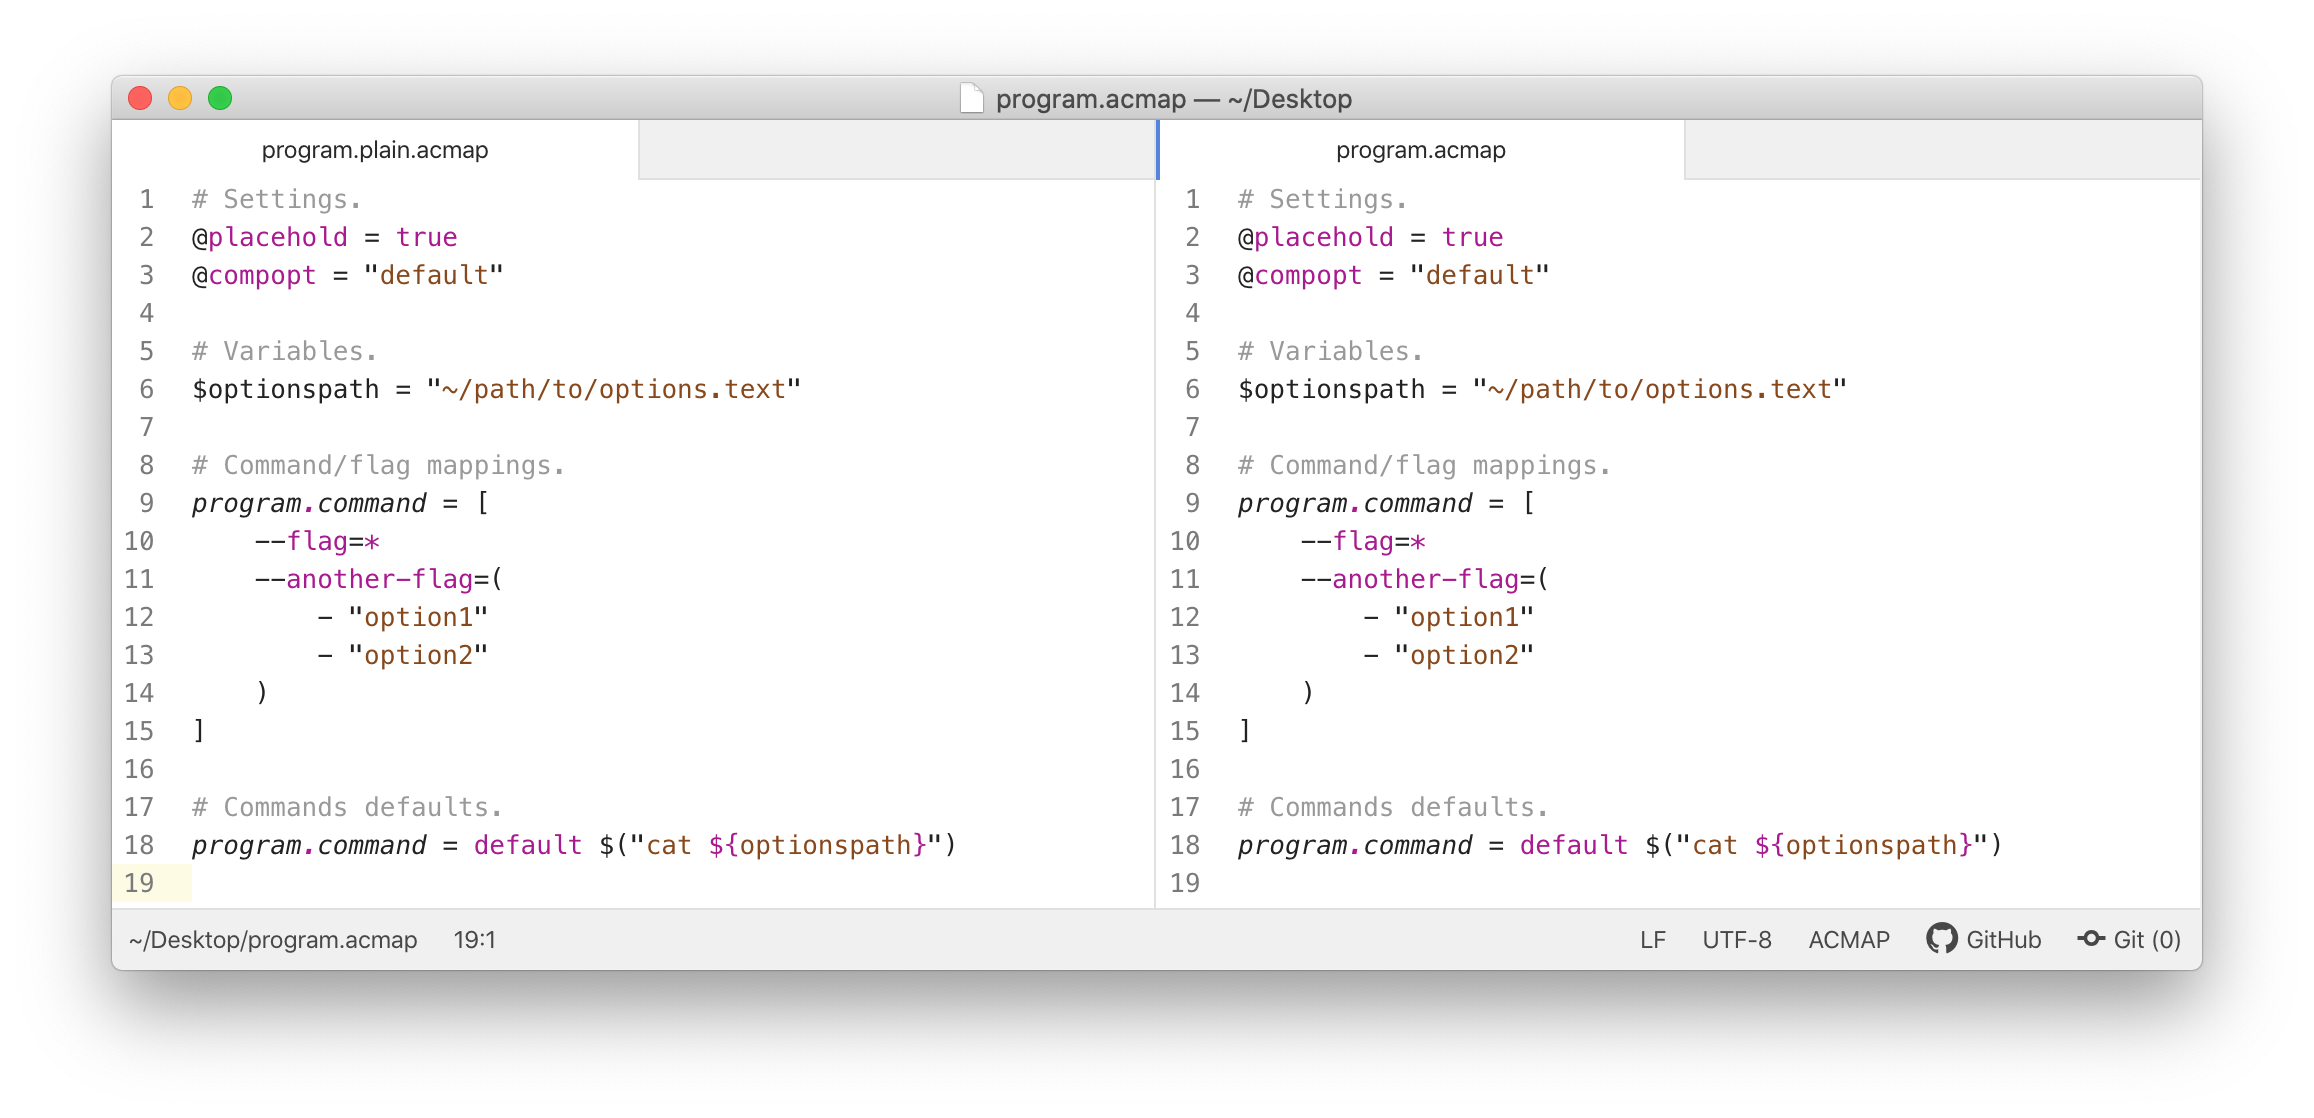 program.acmap — ~/Desktop
program.plain.acmap
1 # Settings.
2 @placehold = true
3 @compopt = "default"
4
5 # Variables.
6 $optionspath = "~/path/to/options.text"
7
8 # Command/flag mappings.
9 program.command = [
10     --flag=*
11     --another-flag=(
12         - "option1"
13         - "option2"
14     )
15 ]
16
17 # Commands defaults.
18 program.command = default $("cat ${optionspath}")
19
program.acmap
1 # Settings.
2 @placehold = true
3 @compopt = "default"
4
5 # Variables.
6 $optionspath = "~/path/to/options.text"
7
8 # Command/flag mappings.
9 program.command = [
10     --flag=*
11     --another-flag=(
12         - "option1"
13         - "option2"
14     )
15 ]
16
17 # Commands defaults.
18 program.command = default $("cat ${optionspath}")
19
~/Desktop/program.acmap 19:1 LF UTF-8 ACMAP GitHub Git (0)